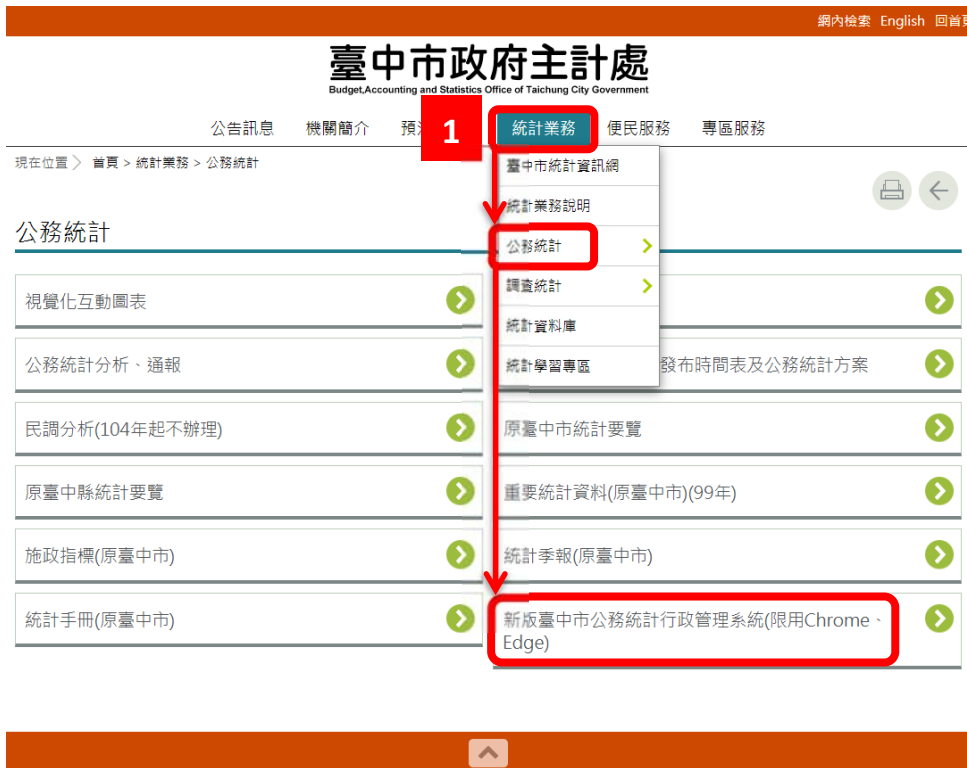 網內檢索 English 回首頁
臺中市政府主計處
Budget,Accounting and Statistics Office of Taichung City Government
公告訊息 機關簡介 預 1 統計業務 便民服務 專區服務
現在位置 〉 首頁 > 統計業務 > 公務統計
臺中市統計資訊網
統計業務說明
公務統計
公務統計
調查統計
統計資料庫
統計學習專區
視覺化互動圖表
公務統計分析、通報
發布時間表及公務統計方案
民調分析(104年起不辦理)
原臺中市統計要覽
原臺中縣統計要覽
重要統計資料(原臺中市)(99年)
施政指標(原臺中市)
統計季報(原臺中市)
統計手冊(原臺中市)
新版臺中市公務統計行政管理系統(限用Chrome、
Edge)